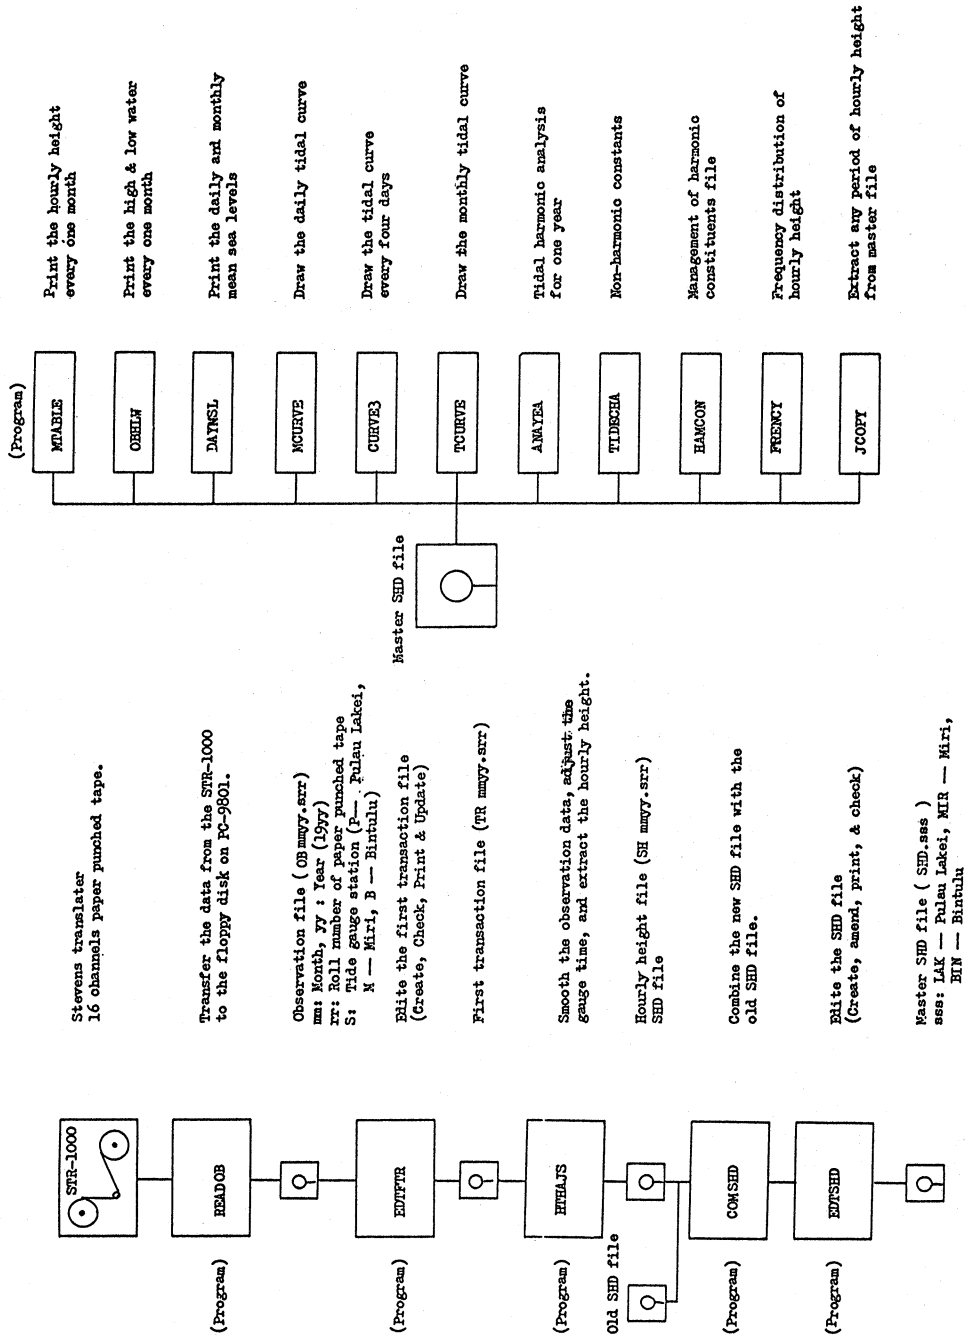 STR-1000
Stevens translater
16 channels paper punched tape.
(Program)
READOB
Transfer the data from the STR-1000
to the floppy disk on PC-9801.
Observation file ( OB mmyy.srr)
mm: Month, yy : Year (19yy)
rr: Roll number of paper punched tape
S: Tide gauge station (P— Pulau Lakei,
M — Miri, B — Bintulu)
(Program)
EDTFTR
Edite the first transaction file
(Create, Check, Print & Update)
First transaction file (TR mmyy.srr)
(Program)
HTHAJS
Smooth the observation data, adjust the
gauge time, and extract the hourly height.
Old SHD file
Hourly height file (SH mmyy.srr)
SHD file
(Program)
COMSHD
Combine the new SHD file with the
old SHD file.
(Program)
EDTSHD
Edite the SHD file
(Create, amend, print, & check)
Master SHD file ( SHD.sss )
sss: LAK — Pulau Lakei, MIR — Miri,
BIN — Bintulu
Master SHD file
(Program)
MTABLE
Print the hourly height
every one month
OBHLW
Print the high & low water
every one month
DAYMSL
Print the daily and monthly
mean sea levels
MCURVE
Draw the daily tidal curve
CURVE3
Draw the tidal curve
every four days
TCURVE
Draw the monthly tidal curve
ANAYEA
Tidal harmonic analysis
for one year
TIDECHA
Non-harmonic constants
HAMCON
Management of harmonic
constituents file
FRENCY
Frequency distribution of
hourly height
JCOPY
Extract any period of hourly height
from master file